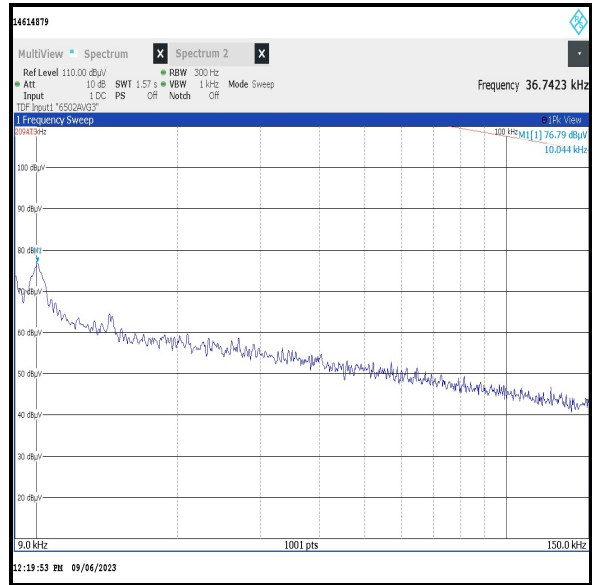 14614879
MultiView Spectrum X Spectrum 2 X
Ref Level 110.00 dBµV RBW 300 Hz
Att 10 dB SWT 1.57 s VBW 1 kHz Mode Sweep Frequency 36.7423 kHz
Input 1 DC PS Off Notch Off
TDF Input1 "6502AVG3"
1 Frequency Sweep 1Pk View
100 kHz M1[1] 76.79 dBµV
10.044 kHz
100 dBµV
90 dBµV
80 dBµV M1
70 dBµV
60 dBµV
50 dBµV
40 dBµV
30 dBµV
20 dBµV
9.0 kHz 1001 pts 150.0 kHz
12:19:53 PM 09/06/2023